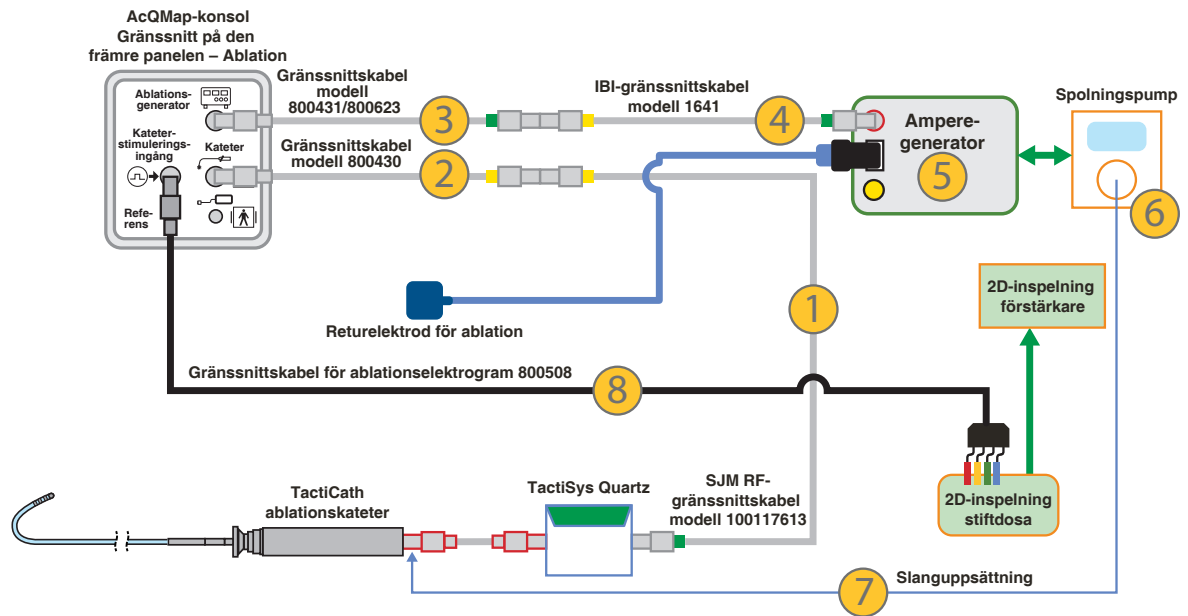 AcQMap-konsol
Gränssnitt på den
främre panelen – Ablation
Ablations-
generator
Kateter-
stimulerings-
ingång
Kateter
Refe-
rens
Gränssnittskabel
modell
800431/800623
3
Gränssnittskabel
modell 800430
2
IBI-gränssnittskabel
modell 1641
4
Ampere-
generator
5
Spolningspump
6
Returelektrod för ablation
1
2D-inspelning
förstärkare
Gränssnittskabel för ablationselektrogram 800508
8
2D-inspelning
stiftdosa
TactiCath
ablationskateter
TactiSys Quartz
SJM RF-
gränssnittskabel
modell 100117613
7
Slanguppsättning